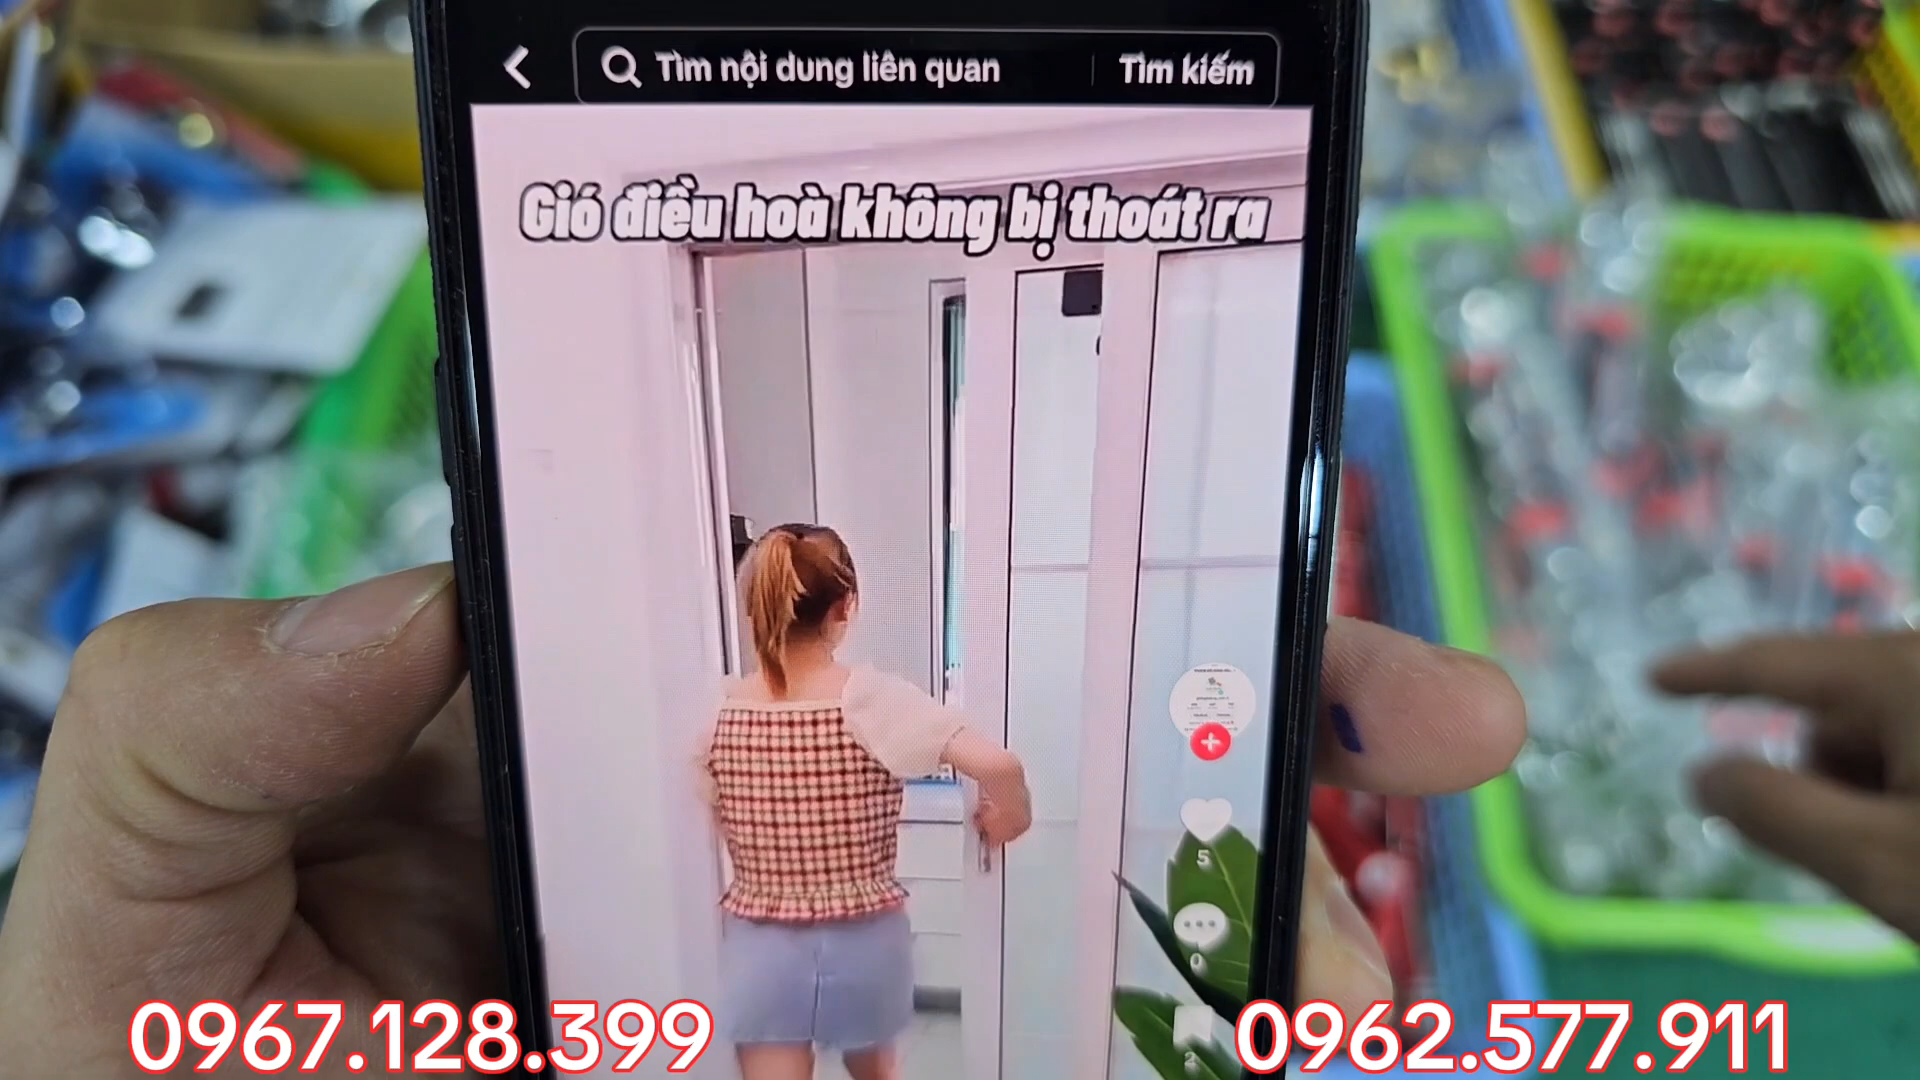 Tìm nội dung liên quan
Tìm kiếm
Gió điều hoà không bị thoát ra
5
0
2
0967.128.399
0962.577.911